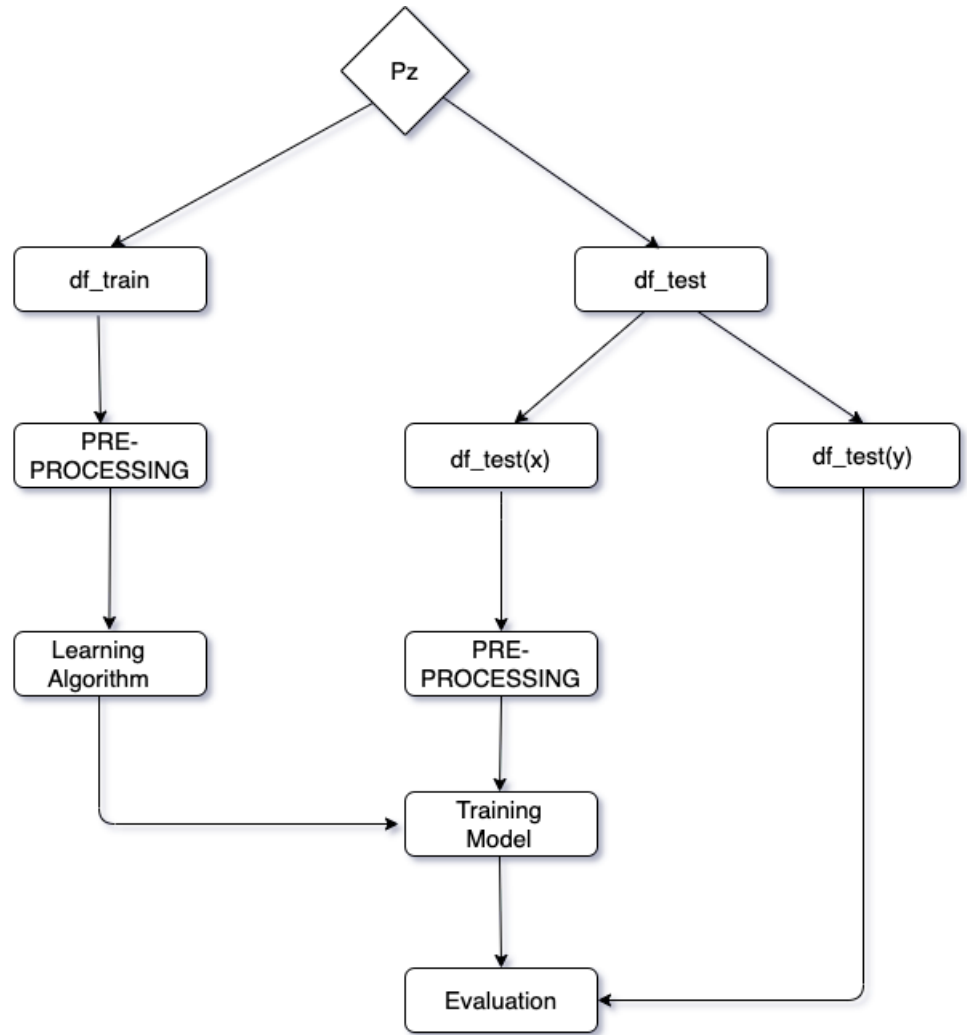 Pz
df_train
df_test
PRE-
PROCESSING
df_test(x)
df_test(y)
Learning
Algorithm
PRE-
PROCESSING
Training
Model
Evaluation